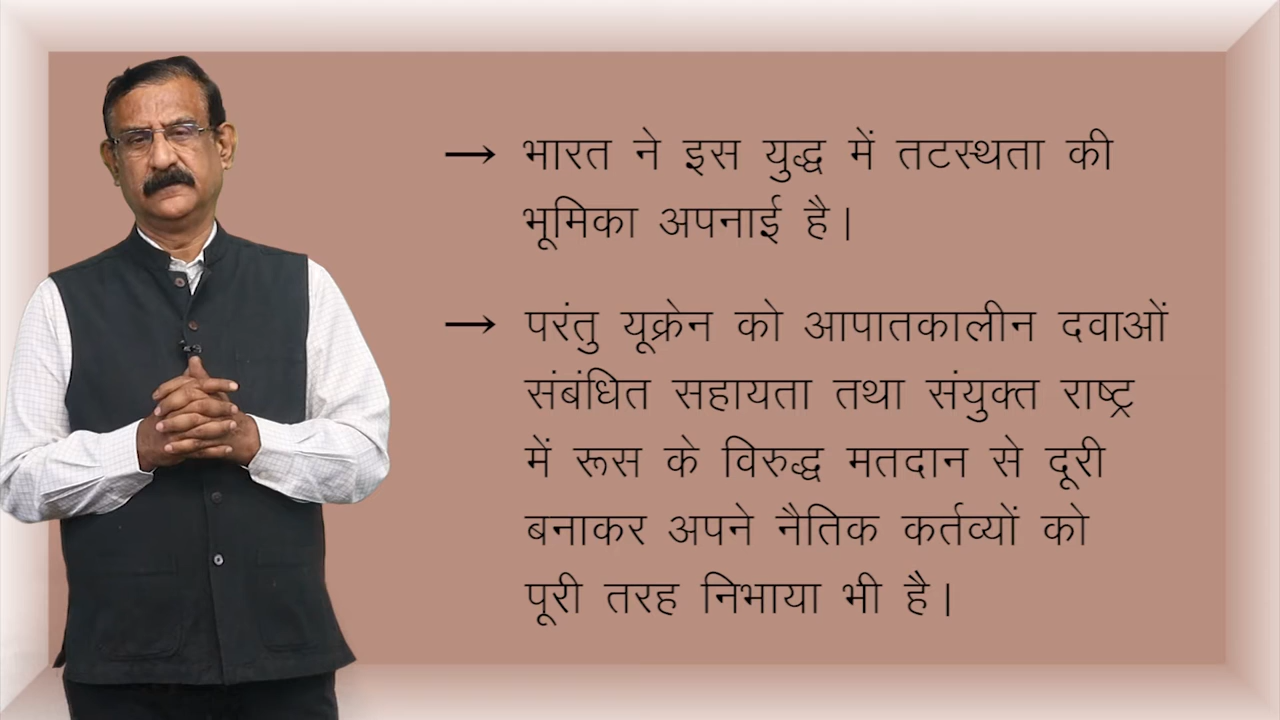 → भारत ने इस युद्ध में तटस्थता की
भूमिका अपनाई है।
→ परंतु यूक्रेन को आपातकालीन दवाओं
संबंधित सहायता तथा संयुक्त राष्ट्र
में रूस के विरुद्ध मतदान से दूरी
बनाकर अपने नैतिक कर्तव्यों को
पूरी तरह निभाया भी है।